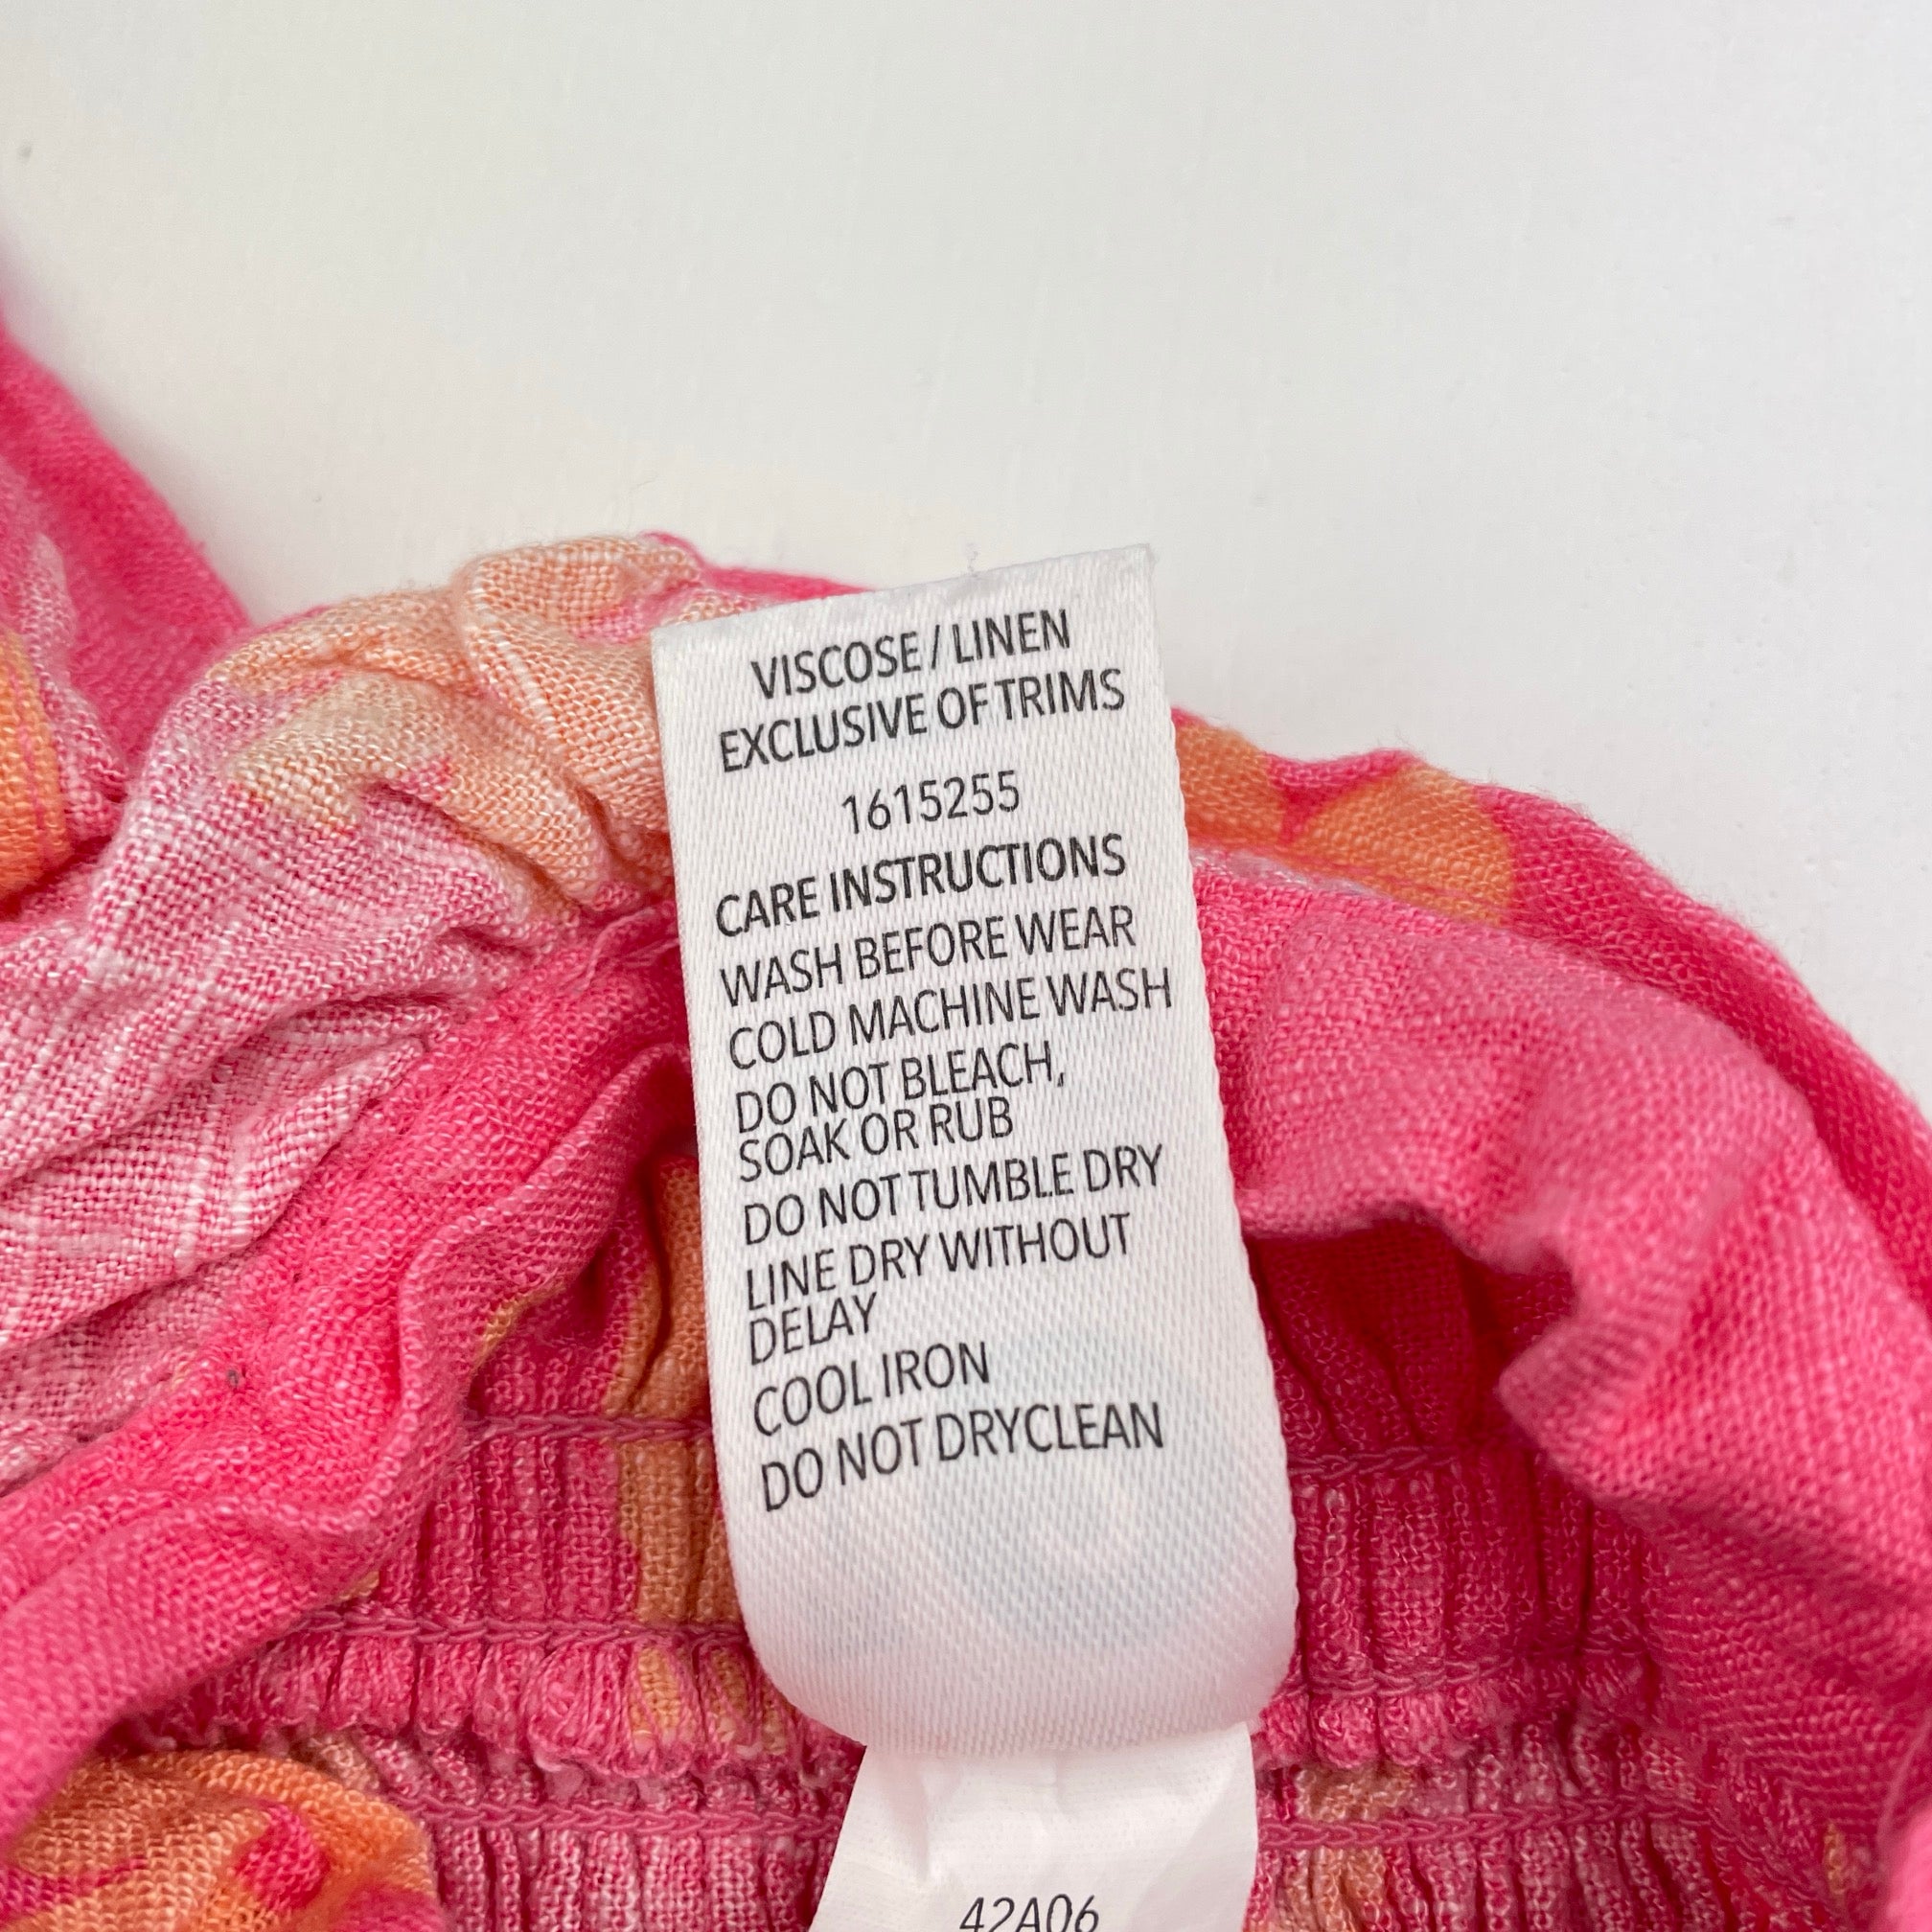 VISCOSE / LINEN
EXCLUSIVE OF TRIMS
1615255
CARE INSTRUCTIONS
WASH BEFORE WEAR
COLD MACHINE WASH
DO NOT BLEACH,
SOAK OR RUB
DO NOT TUMBLE DRY
LINE DRY WITHOUT
DELAY
COOL IRON
DO NOT DRYCLEAN
42A06